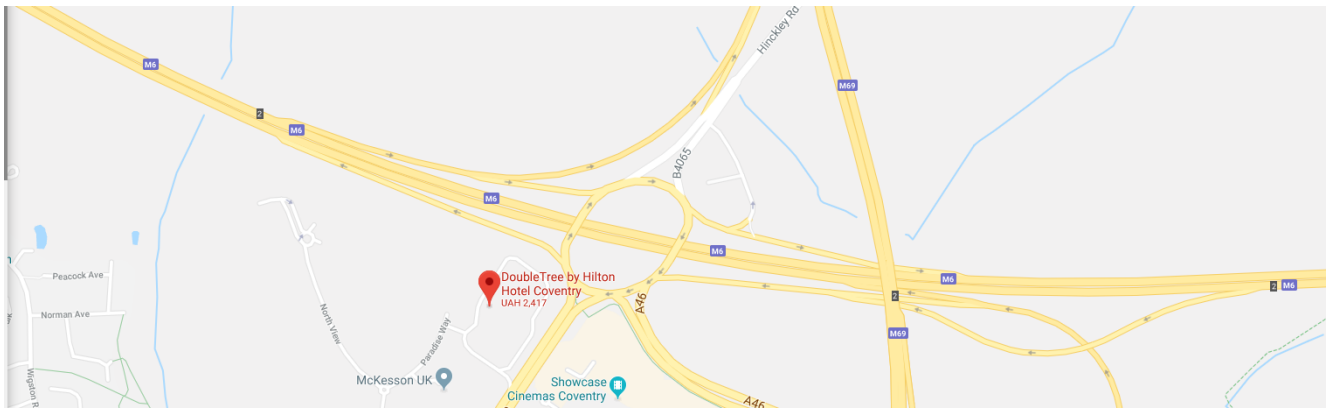 Hinckley Rd
M6
M69
2
M6
B4065
M6
M6
M6
M6
2
2
Peacock Ave
Norman Ave
North View
Paradise Way
DoubleTree by Hilton
Hotel Coventry
UAH 2,417
A46
M69
McKesson UK
Showcase
Cinemas Coventry
A46